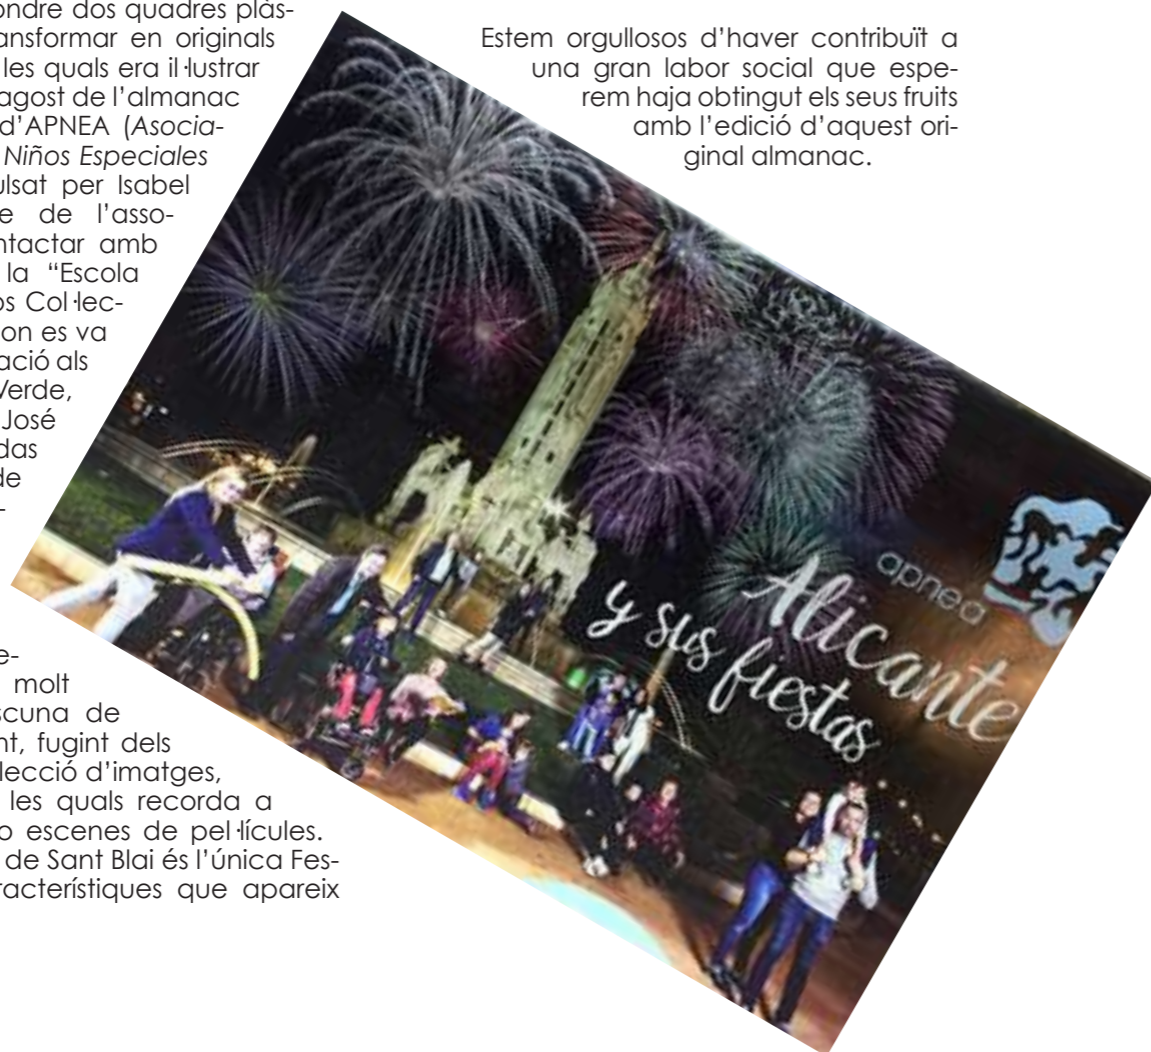 ondre dos quadres plàs-
ansformar en originals
les quals era il·lustrar
agost de l’almanac
d’APNEA (Asocia-
Niños Especiales
ulsat per Isabel
e de l’asso-
ntactar amb
la “Escola
os Col·lec-
on es va
ació als
Verde,
José
das
de
-
e-
molt
scuna de
nt, fugint dels
lecció d’imatges,
les quals recorda a
o escenes de pel·lícules.
de Sant Blai és l’única Fes-
racterístiques que apareix
Estem orgullosos d’haver contribuït a
una gran labor social que espe-
rem haja obtingut els seus fruits
amb l’edició d’aquest ori-
ginal almanac.
apnea
Alicante
y sus fiestas